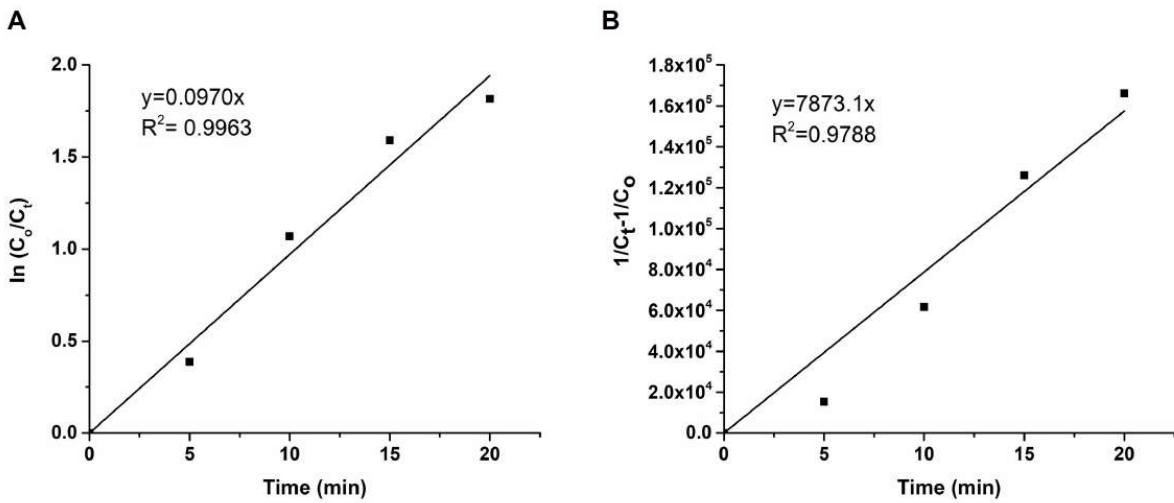 A
y=0.0970x
R²= 0.9963
2.0
1.5
1.0
0.5
0.0
0
5
10
15
20
ln (Cₒ/Cₜ)
Time (min)
B
y=7873.1x
R²=0.9788
1.8x10⁵
1.6x10⁵
1.4x10⁵
1.2x10⁵
1.0x10⁵
8.0x10⁴
6.0x10⁴
4.0x10⁴
2.0x10⁴
0.0
0
5
10
15
20
1/Cₜ-1/Cₒ
Time (min)